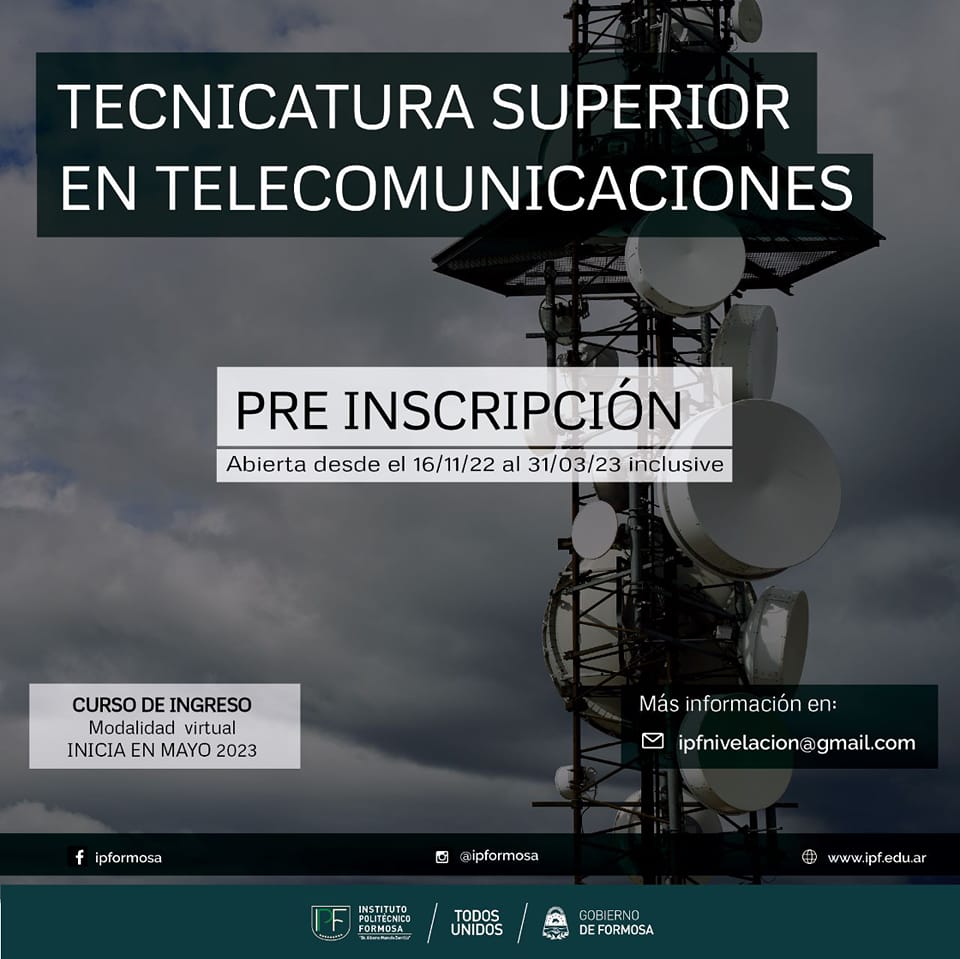 TECNICATURA SUPERIOR
EN TELECOMUNICACIONES
PRE INSCRIPCIÓN
Abierta desde el 16/11/22 al 31/03/23 inclusive
CURSO DE INGRESO
Modalidad virtual
INICIA EN MAYO 2023
Más información en:
ipfnivelacion@gmail.com
ipformosa
@ipformosa
www.ipf.edu.ar
IPF
INSTITUTO
POLITÉCNICO
FORMOSA
TODOS
UNIDOS
GOBIERNO
DE FORMOSA